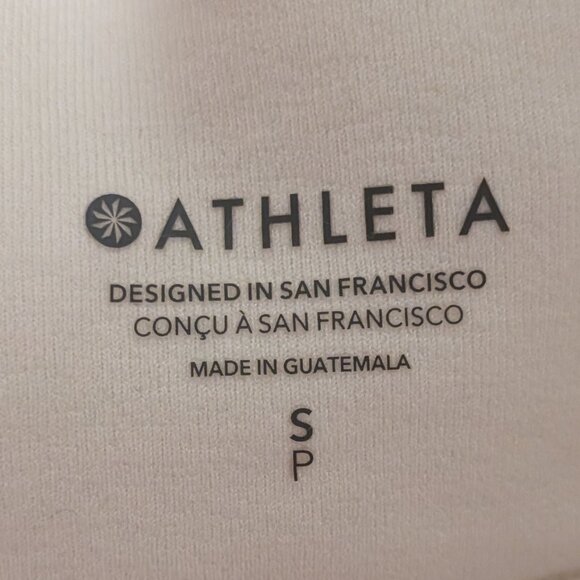 ATHLETA
DESIGNED IN SAN FRANCISCO
CONÇU À SAN FRANCISCO
MADE IN GUATEMALA
S
P